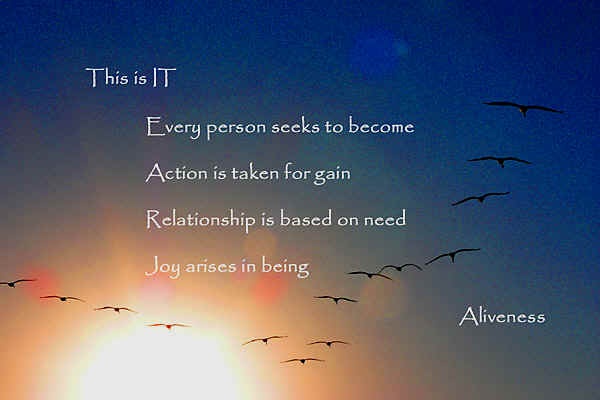 This is IT
Every person seeks to become
Action is taken for gain
Relationship is based on need
Joy arises in being
Aliveness